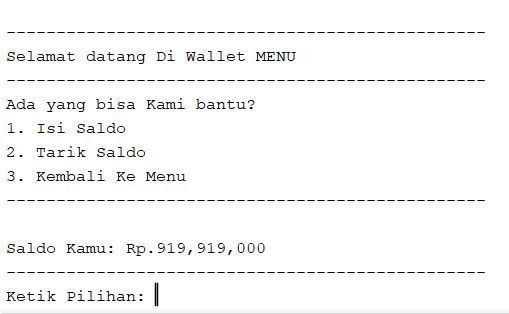 ------------------------------------------------
Selamat datang Di Wallet MENU
------------------------------------------------
Ada yang bisa Kami bantu?
1. Isi Saldo
2. Tarik Saldo
3. Kembali Ke Menu
------------------------------------------------
Saldo Kamu: Rp.919,919,000
------------------------------------------------
Ketik Pilihan: